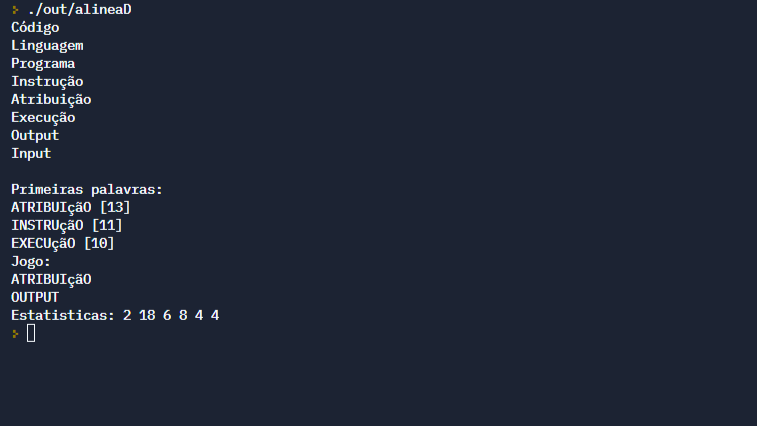 > ./out/alineaD
Código
Linguagem
Programa
Instrução
Atribuição
Execução
Output
Input
Primeiras palavras:
ATRIBUIçãO [13]
INSTRUçãO [11]
EXECUçãO [10]
Jogo:
ATRIBUIçãO
OUTPUT
Estatisticas: 2 18 6 8 4 4
>